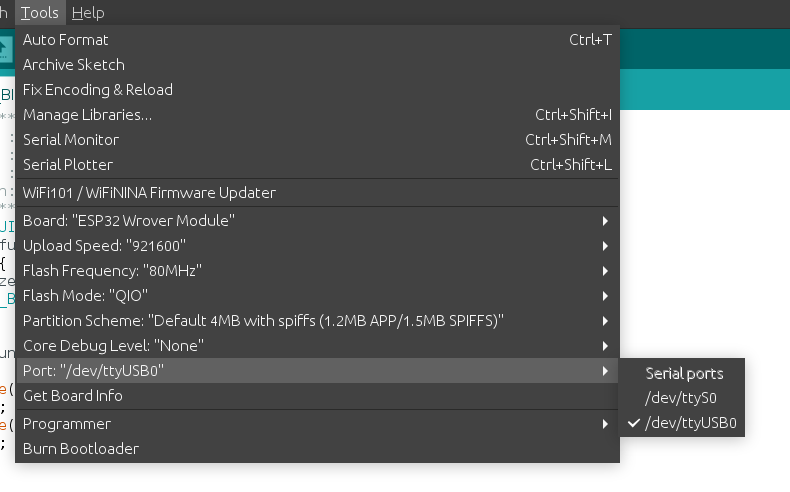 h Tools Help
Auto Format Ctrl+T
Archive Sketch
Fix Encoding & Reload
Manage Libraries... Ctrl+Shift+I
Serial Monitor Ctrl+Shift+M
Serial Plotter Ctrl+Shift+L
WiFi101 / WiFiNINA Firmware Updater
Board: "ESP32 Wrover Module"
Upload Speed: "921600"
Flash Frequency: "80MHz"
Flash Mode: "QIO"
Partition Scheme: "Default 4MB with spiffs (1.2MB APP/1.5MB SPIFFS)"
Core Debug Level: "None"
Port: "/dev/ttyUSB0"
Serial ports
/dev/ttyS0
/dev/ttyUSB0
Get Board Info
Programmer
Burn Bootloader